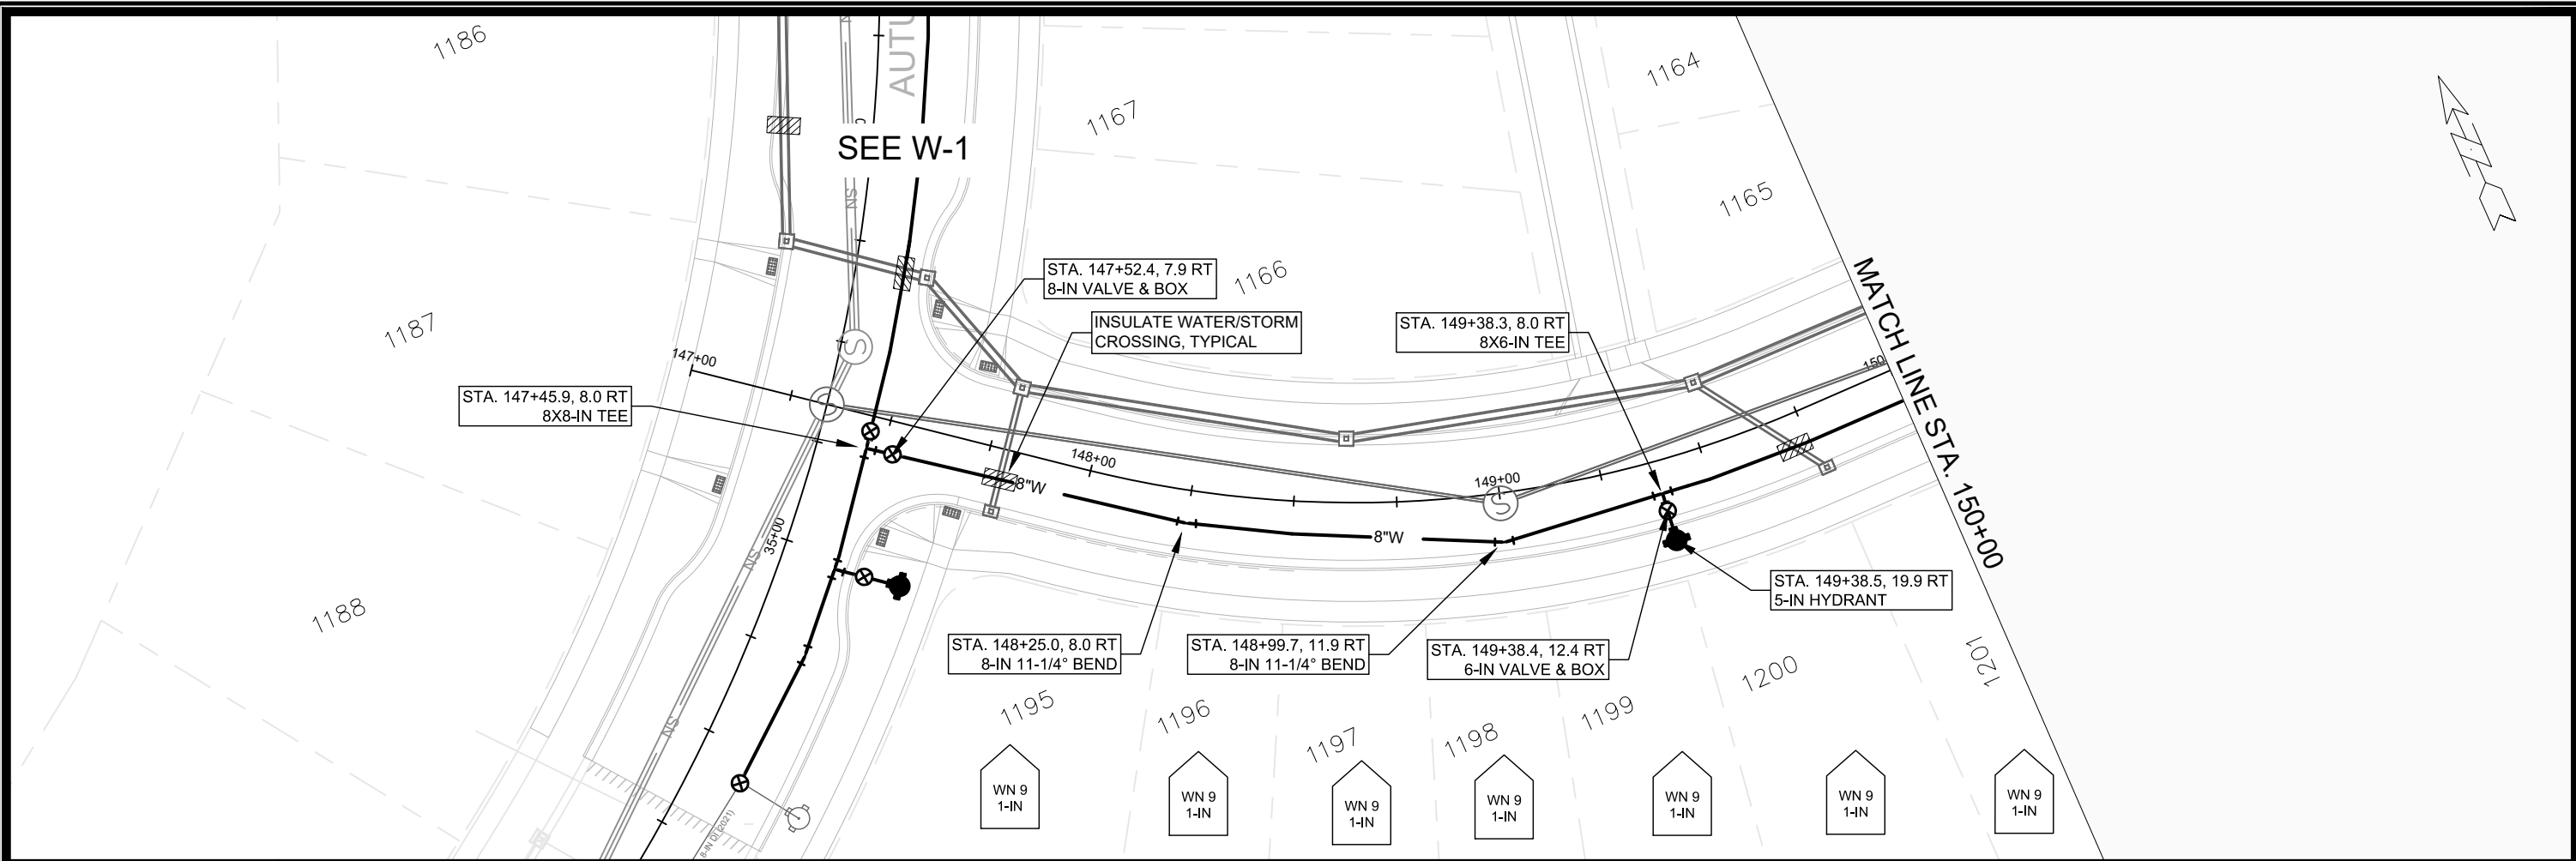 1186
AUTU
1164
1167
SEE W-1
SN
1165
STA. 147+52.4, 7.9 RT
8-IN VALVE & BOX
1166
MATCH LINE STA. 150+00
INSULATE WATER/STORM
CROSSING, TYPICAL
STA. 149+38.3, 8.0 RT
8X6-IN TEE
1187
147+00
S
150
STA. 147+45.9, 8.0 RT
8X8-IN TEE
148+00
8"W
149+00
S
35+00
8"W
SN
STA. 149+38.5, 19.9 RT
5-IN HYDRANT
1188
STA. 148+25.0, 8.0 RT
8-IN 11-1/4° BEND
STA. 148+99.7, 11.9 RT
8-IN 11-1/4° BEND
STA. 149+38.4, 12.4 RT
6-IN VALVE & BOX
1201
1200
1195
1196
1199
1197
1198
SN
WN 9
1-IN
WN 9
1-IN
WN 9
1-IN
WN 9
1-IN
WN 9
1-IN
WN 9
1-IN
WN 9
1-IN
8-IN DI (2021)